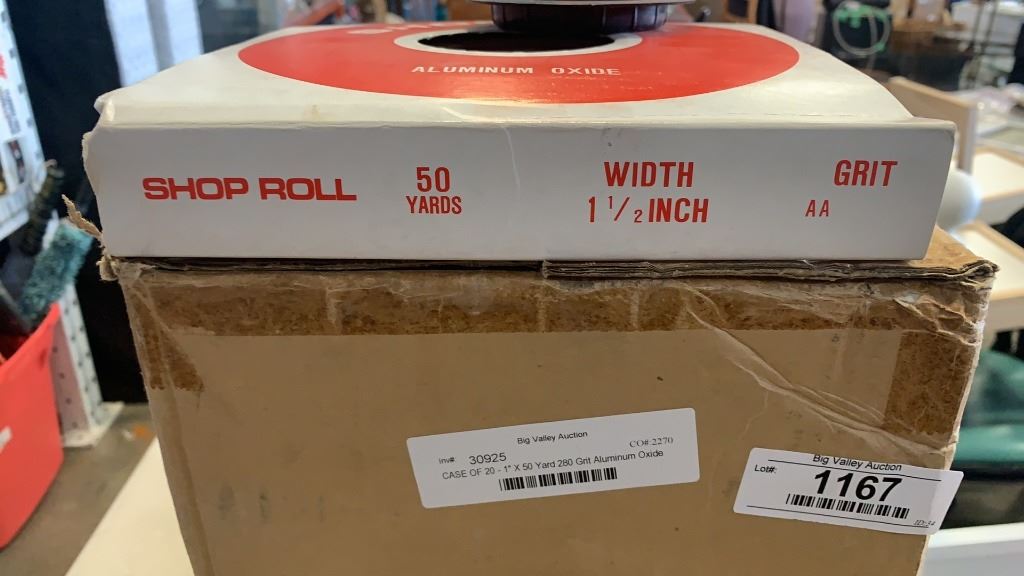 ALUMINUM OXIDE
SHOP ROLL
50
YARDS
WIDTH
1 1/2 INCH
GRIT
AA
Big Valley Auction
Inv#: 30925
CO#:2270
CASE OF 20 - 1" X 50 Yard 280 Grit Aluminum Oxide
Big Valley Auction
Lot#:
1167